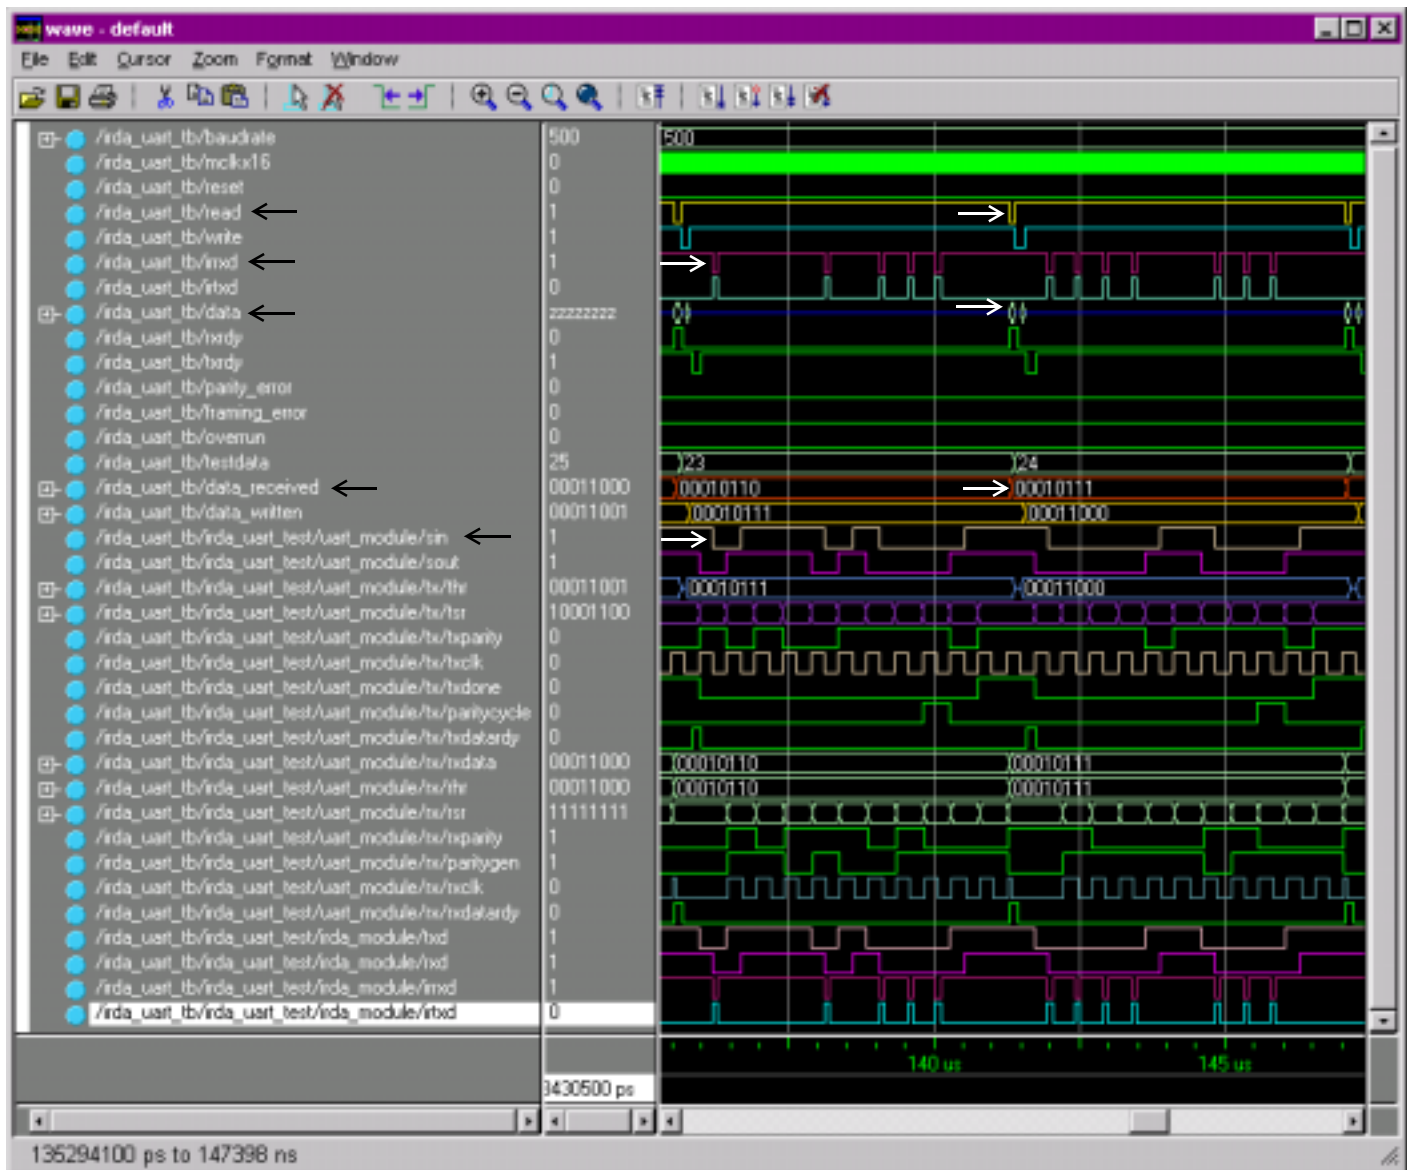 wave - default
File Edit Cursor Zoom Format Window
/irda_uart_tb/baudrate 500 500
/irda_uart_tb/mclkx16 0
/irda_uart_tb/reset 0
/irda_uart_tb/read 1
/irda_uart_tb/write 1
/irda_uart_tb/irrxd 1
/irda_uart_tb/irtxd 0
/irda_uart_tb/data zzzzzzzz
/irda_uart_tb/rxrdy 0
/irda_uart_tb/txrdy 1
/irda_uart_tb/parity_error 0
/irda_uart_tb/framing_error 0
/irda_uart_tb/overrun 0
/irda_uart_tb/testdata 25 23 24
/irda_uart_tb/data_received 00011000 00010110 00010111
/irda_uart_tb/data_written 00011001 00010111 00011000
/irda_uart_tb/irda_uart_test/uart_module/sin 1
/irda_uart_tb/irda_uart_test/uart_module/sout 1
/irda_uart_tb/irda_uart_test/uart_module/tx/thr 00011001 00010111 00011000
/irda_uart_tb/irda_uart_test/uart_module/tx/tsr 10001100
/irda_uart_tb/irda_uart_test/uart_module/tx/txparity 0
/irda_uart_tb/irda_uart_test/uart_module/tx/txclk 0
/irda_uart_tb/irda_uart_test/uart_module/tx/txdone 0
/irda_uart_tb/irda_uart_test/uart_module/tx/paritycycle 0
/irda_uart_tb/irda_uart_test/uart_module/tx/txdatardy 0
/irda_uart_tb/irda_uart_test/uart_module/rx/rxdata 00011000 00010110 00010111
/irda_uart_tb/irda_uart_test/uart_module/rx/rhr 00011000 00010110 00010111
/irda_uart_tb/irda_uart_test/uart_module/rx/rsr 11111111
/irda_uart_tb/irda_uart_test/uart_module/rx/rxparity 1
/irda_uart_tb/irda_uart_test/uart_module/rx/paritygen 1
/irda_uart_tb/irda_uart_test/uart_module/rx/rxclk 0
/irda_uart_tb/irda_uart_test/uart_module/rx/rxdatardy 0
/irda_uart_tb/irda_uart_test/irda_module/txd 1
/irda_uart_tb/irda_uart_test/irda_module/rxd 1
/irda_uart_tb/irda_uart_test/irda_module/irrxd 1
/irda_uart_tb/irda_uart_test/irda_module/irtxd 0
140 us 145 us
3430500 ps
135294100 ps to 147398 ns